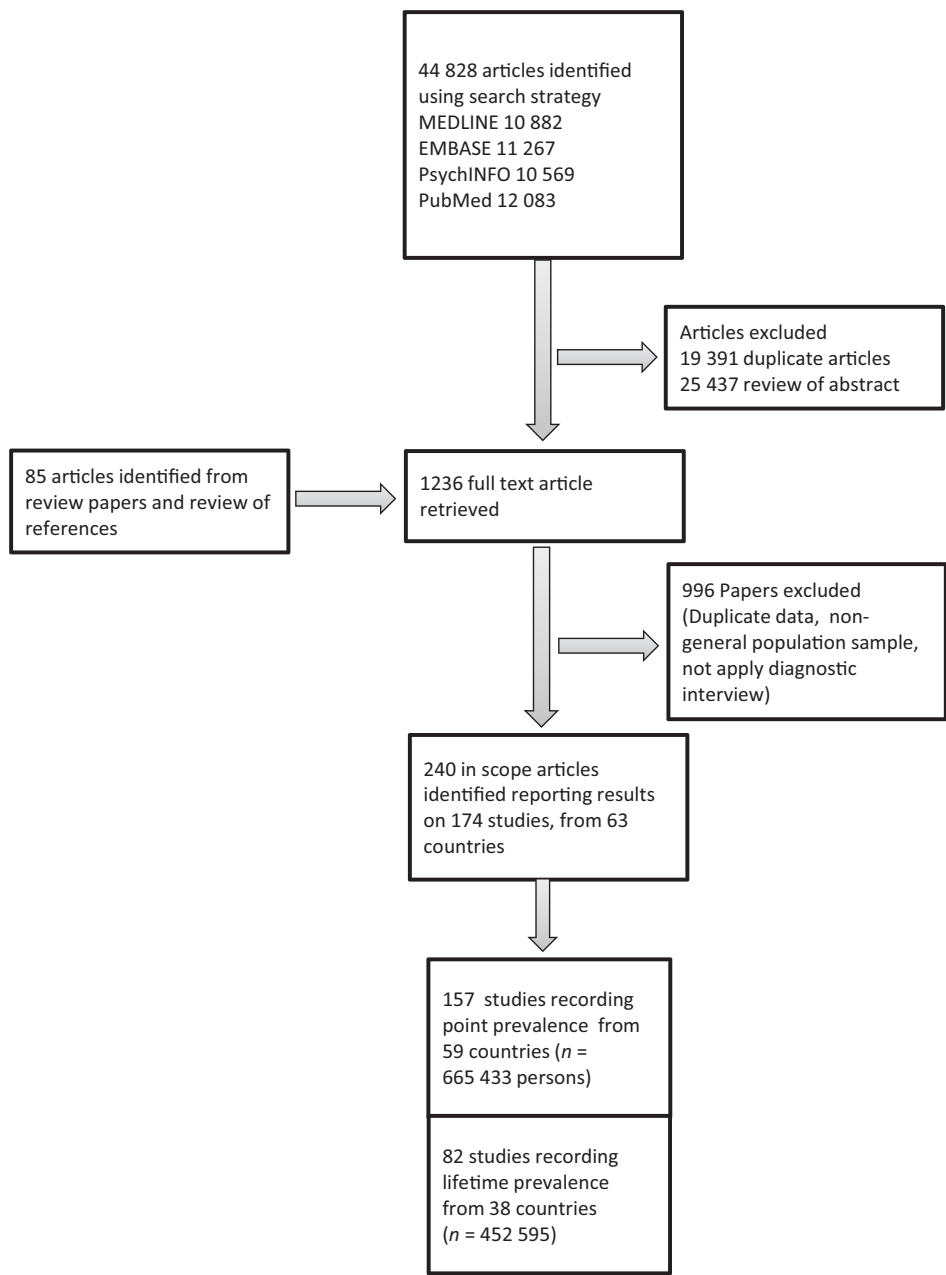 44 828 articles identified
using search strategy
MEDLINE 10 882
EMBASE 11 267
PsychINFO 10 569
PubMed 12 083
Articles excluded
19 391 duplicate articles
25 437 review of abstract
85 articles identified from
review papers and review of
references
1236 full text article
retrieved
996 Papers excluded
(Duplicate data, non-
general population sample,
not apply diagnostic
interview)
240 in scope articles
identified reporting results
on 174 studies, from 63
countries
157 studies recording
point prevalence from
59 countries (n =
665 433 persons)
82 studies recording
lifetime prevalence
from 38 countries
(n = 452 595)